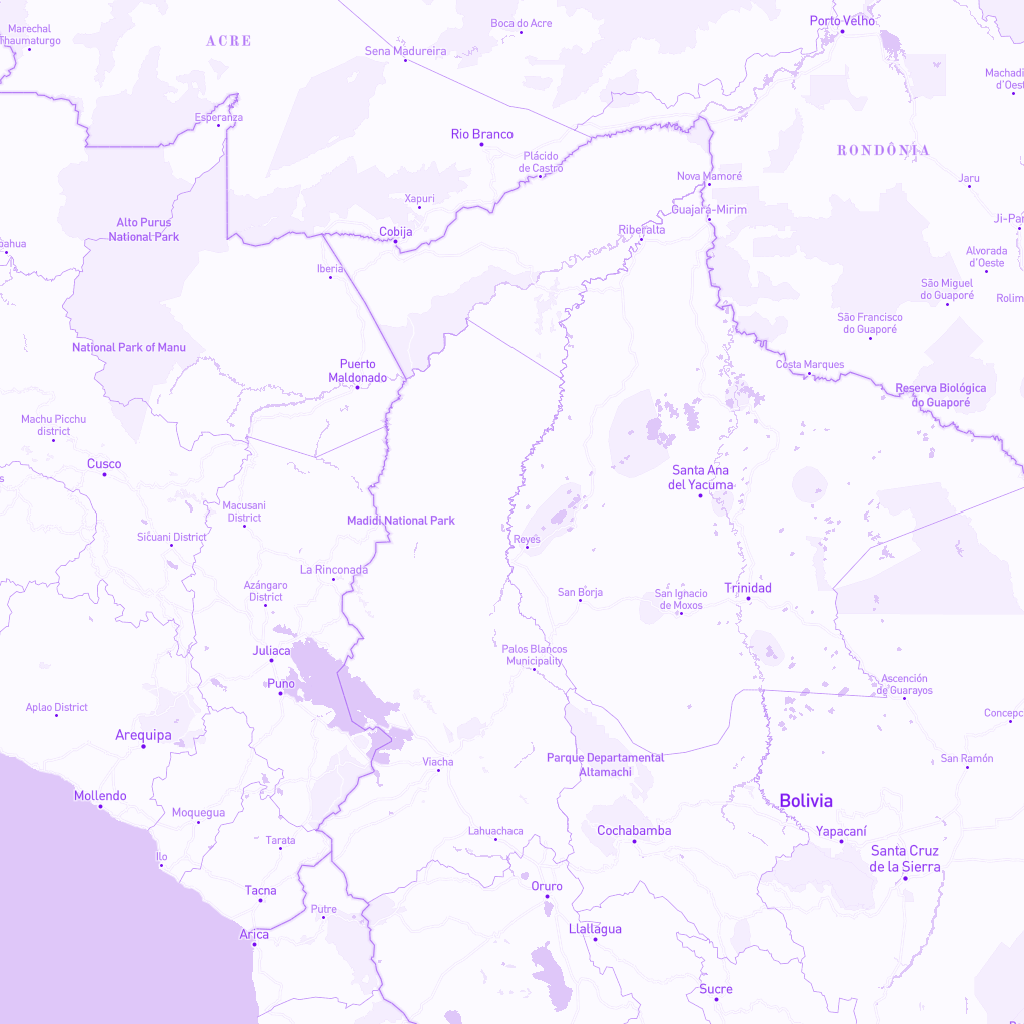 Porto Velho
Boca do Acre
Marechal
Thaumaturgo
ACRE
Sena Madureira
Machadi
d'Oest
Esperanza
Rio Branco
Plácido
de Castro
RONDÔNIA
Nova Mamoré
Jaru
Xapuri
Guajará-Mirim
Ji-Par
Alto Purus
National Park
Cobija
Riberalta
Iberia
Alvorada
d'Oeste
São Miguel
do Guaporé
Rolim
São Francisco
do Guaporé
National Park of Manu
Puerto
Maldonado
Costa Marques
Reserva Biológica
do Guaporé
Machu Picchu
district
Cusco
Santa Ana
del Yacuma
Macusani
District
Madidi National Park
Sicuani District
Reyes
La Rinconada
Azángaro
District
San Borja
San Ignacio
de Moxos
Trinidad
Juliaca
Palos Blancos
Municipality
Puno
Ascención
de Guarayos
Aplao District
Concepc
Arequipa
Viacha
Parque Departamental
Altamachi
San Ramón
Mollendo
Bolivia
Moquegua
Lahuachaca
Cochabamba
Yapacaní
Tarata
Ilo
Santa Cruz
de la Sierra
Tacna
Oruro
Putre
Arica
Llallagua
Sucre